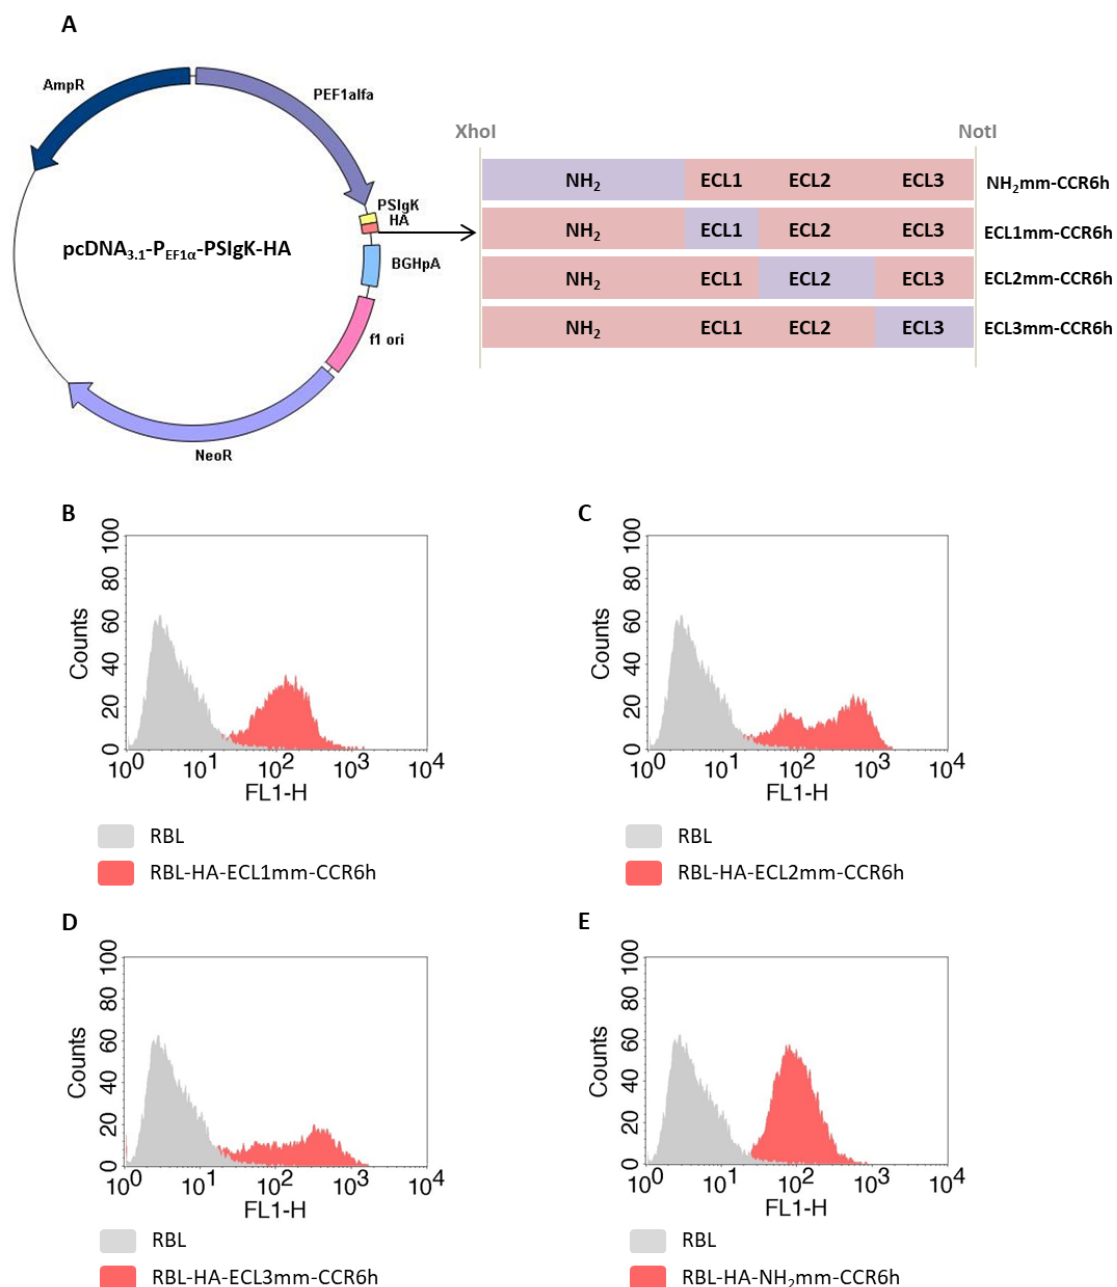 A
AmpR
PEF1alfa
PSIgK
HA
pcDNA3.1-PEF1α-PSIgK-HA
BGHpA
f1 ori
NeoR
XhoI NotI
NH2 ECL1 ECL2 ECL3 NH2mm-CCR6h
NH2 ECL1 ECL2 ECL3 ECL1mm-CCR6h
NH2 ECL1 ECL2 ECL3 ECL2mm-CCR6h
NH2 ECL1 ECL2 ECL3 ECL3mm-CCR6h
B
Counts
0 20 40 60 80 100
10^0 10^1 10^2 10^3 10^4
FL1-H
RBL
RBL-HA-ECL1mm-CCR6h
C
Counts
0 20 40 60 80 100
10^0 10^1 10^2 10^3 10^4
FL1-H
RBL
RBL-HA-ECL2mm-CCR6h
D
Counts
0 20 40 60 80 100
10^0 10^1 10^2 10^3 10^4
FL1-H
RBL
RBL-HA-ECL3mm-CCR6h
E
Counts
0 20 40 60 80 100
10^0 10^1 10^2 10^3 10^4
FL1-H
RBL
RBL-HA-NH2mm-CCR6h